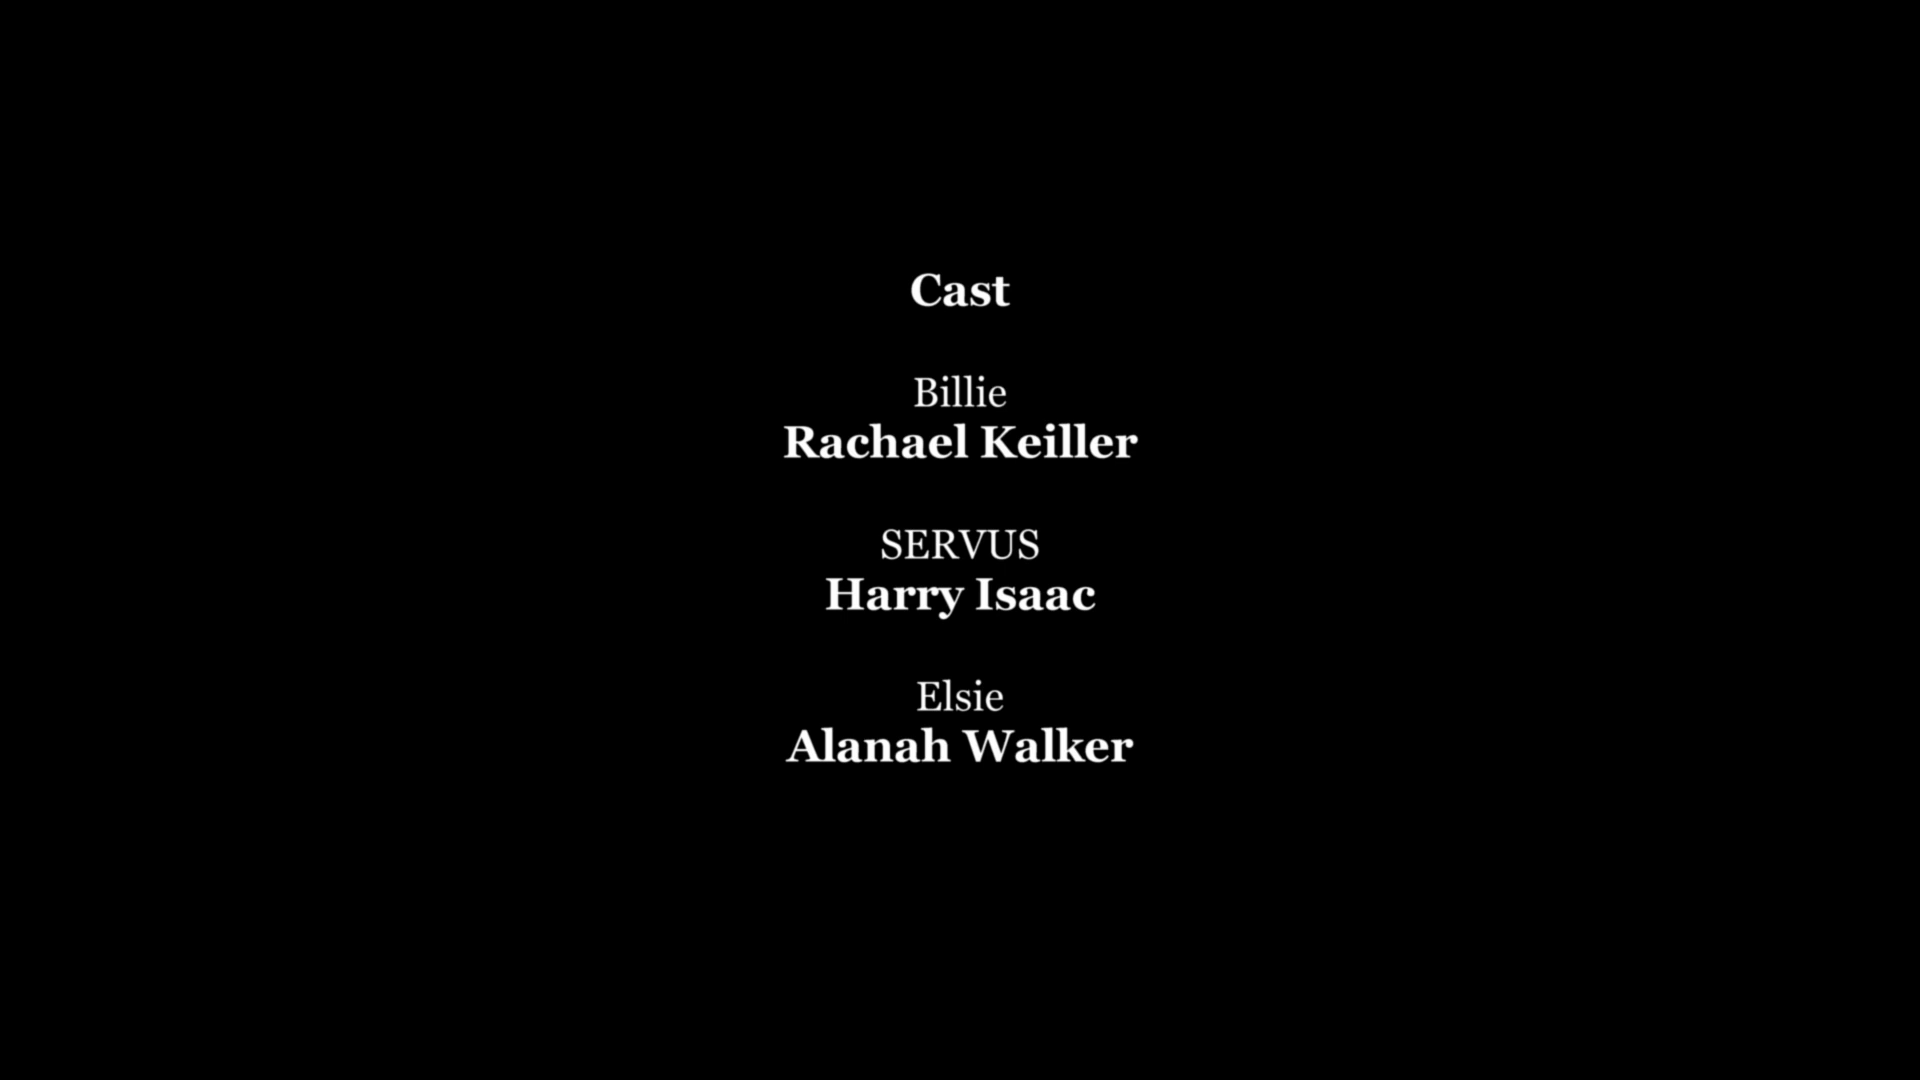 Cast
Billie
Rachael Keiller
SERVUS
Harry Isaac
Elsie
Alanah Walker